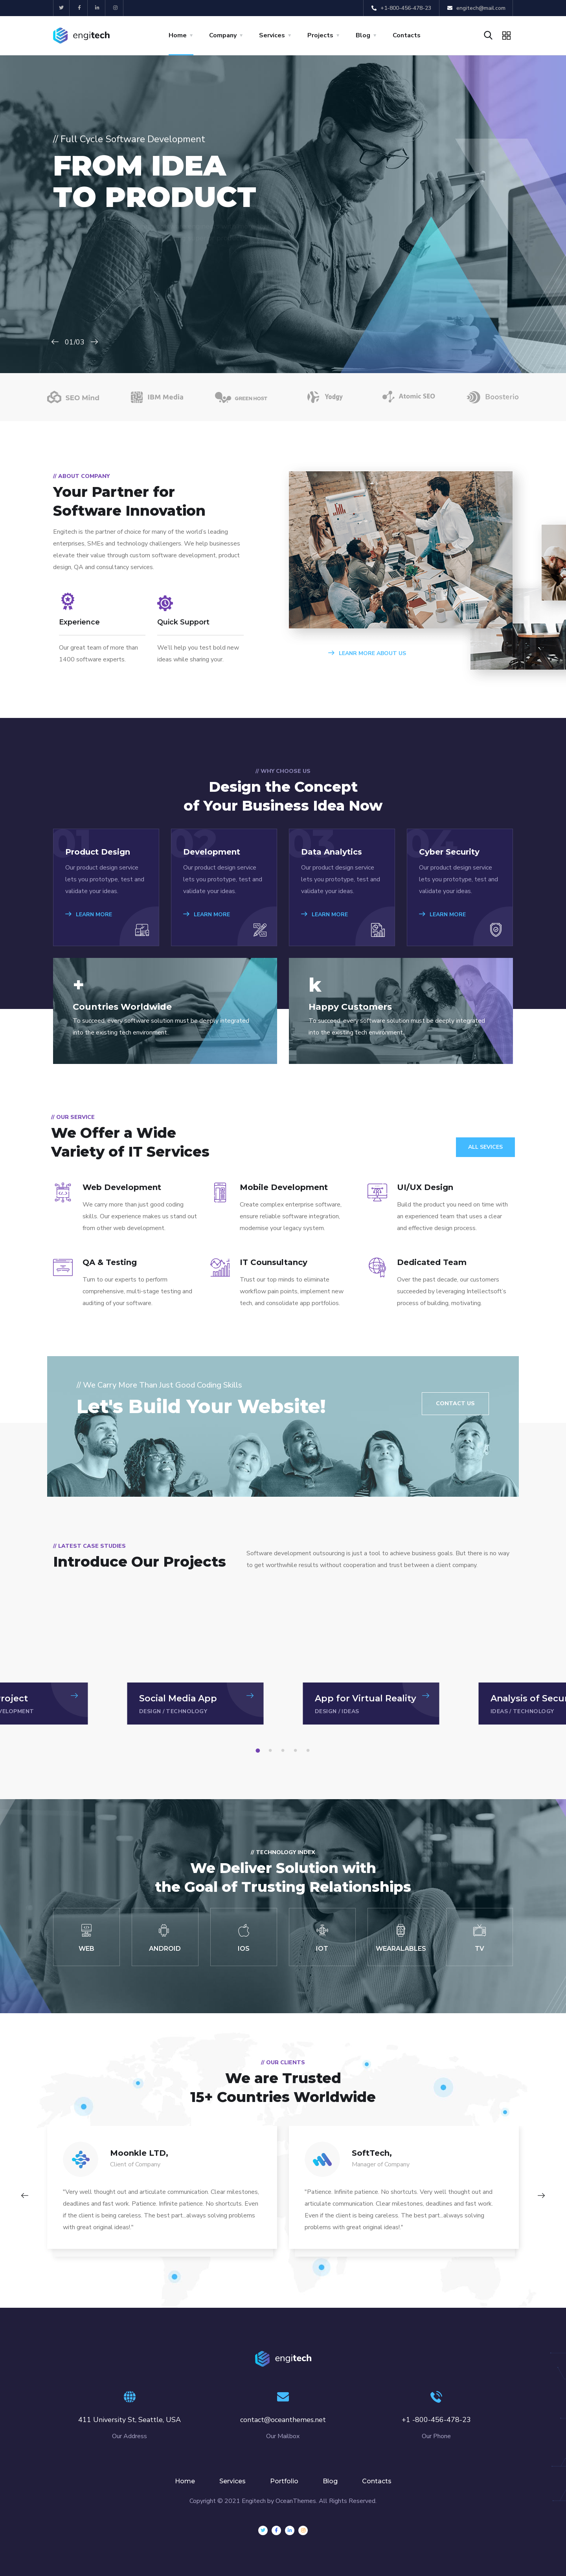 +1-800-456-478-23
engitech@mail.com
engitech
Home
Company
Services
Projects
Blog
Contacts
// Full Cycle Software Development
FROM IDEA
TO PRODUCT
01/03
SEO Mind
IBM Media
GREEN HOST
Yodgy
Atomic SEO
Boosterio
// ABOUT COMPANY
Your Partner for
Software Innovation
Engitech is the partner of choice for many of the world's leading
enterprises, SMEs and technology challengers. We help businesses
elevate their value through custom software development, product
design, QA and consultancy services.
Experience
Quick Support
Our great team of more than
1400 software experts.
We'll help you test bold new
ideas while sharing your.
LEANR MORE ABOUT US
// WHY CHOOSE US
Design the Concept
of Your Business Idea Now
01
02
03
04
Product Design
Our product design service
lets you prototype, test and
validate your ideas.
LEARN MORE
Development
Our product design service
lets you prototype, test and
validate your ideas.
LEARN MORE
Data Analytics
Our product design service
lets you prototype, test and
validate your ideas.
LEARN MORE
Cyber Security
Our product design service
lets you prototype, test and
validate your ideas.
LEARN MORE
+
Countries Worldwide
To succeed, every software solution must be deeply integrated
into the existing tech environment.
k
Happy Customers
To succeed, every software solution must be deeply integrated
into the existing tech environment.
// OUR SERVICE
We Offer a Wide
Variety of IT Services
ALL SEVICES
Web Development
We carry more than just good coding
skills. Our experience makes us stand out
from other web development.
Mobile Development
Create complex enterprise software,
ensure reliable software integration,
modernise your legacy system.
UI/UX Design
Build the product you need on time with
an experienced team that uses a clear
and effective design process.
QA & Testing
Turn to our experts to perform
comprehensive, multi-stage testing and
auditing of your software.
IT Counsultancy
Trust our top minds to eliminate
workflow pain points, implement new
tech, and consolidate app portfolios.
Dedicated Team
Over the past decade, our customers
succeeded by leveraging Intellectsoft's
process of building, motivating.
// We Carry More Than Just Good Coding Skills
Let's Build Your Website!
CONTACT US
// LATEST CASE STUDIES
Introduce Our Projects
Software development outsourcing is just a tool to achieve business goals. But there is no way
to get worthwhile results without cooperation and trust between a client company.
roject
VELOPMENT
Social Media App
DESIGN / TECHNOLOGY
App for Virtual Reality
DESIGN / IDEAS
Analysis of Secur
IDEAS / TECHNOLOGY
// TECHNOLOGY INDEX
We Deliver Solution with
the Goal of Trusting Relationships
WEB
ANDROID
IOS
IOT
WEARALABLES
TV
// OUR CLIENTS
We are Trusted
15+ Countries Worldwide
Moonkle LTD,
Client of Company
"Very well thought out and articulate communication. Clear milestones,
deadlines and fast work. Patience. Infinite patience. No shortcuts. Even
if the client is being careless. The best part...always solving problems
with great original ideas!."
SoftTech,
Manager of Company
"Patience. Infinite patience. No shortcuts. Very well thought out and
articulate communication. Clear milestones, deadlines and fast work.
Even if the client is being careless. The best part...always solving
problems with great original ideas!."
engitech
411 University St, Seattle, USA
Our Address
contact@oceanthemes.net
Our Mailbox
+1 -800-456-478-23
Our Phone
Home
Services
Portfolio
Blog
Contacts
Copyright © 2021 Engitech by OceanThemes. All Rights Reserved.